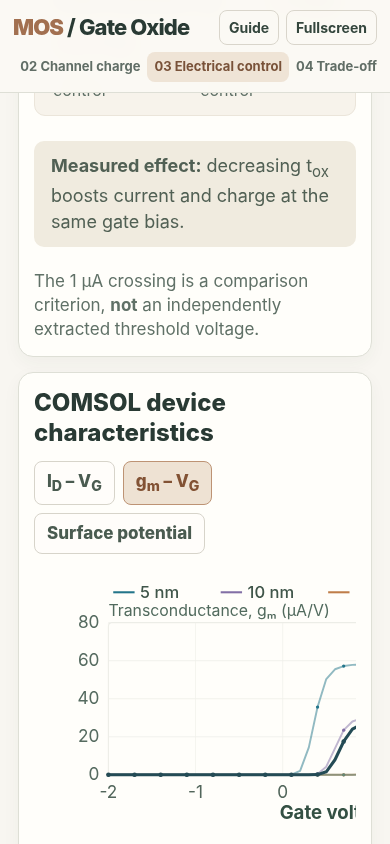 MOS / Gate Oxide
Guide
Fullscreen
02 Channel charge
03 Electrical control
04 Trade-off
control control
Measured effect: decreasing tox
boosts current and charge at the
same gate bias.
The 1 µA crossing is a comparison
criterion, not an independently
extracted threshold voltage.
COMSOL device
characteristics
ID – VG
gm – VG
Surface potential
5 nm
10 nm
Transconductance, gₘ (µA/V)
80
60
40
20
0
-2 -1 0
Gate volt